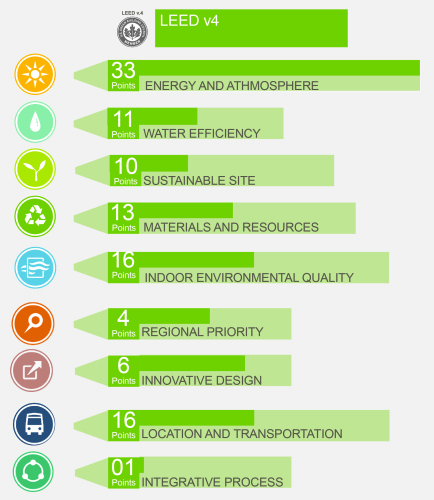 LEED v.4
LEED v4
33
Points
ENERGY AND ATHMOSPHERE
11
Points
WATER EFFICIENCY
10
Points
SUSTAINABLE SITE
13
Points
MATERIALS AND RESOURCES
16
Points
INDOOR ENVIRONMENTAL QUALITY
4
Points
REGIONAL PRIORITY
6
Points
INNOVATIVE DESIGN
16
Points
LOCATION AND TRANSPORTATION
01
Points
INTEGRATIVE PROCESS